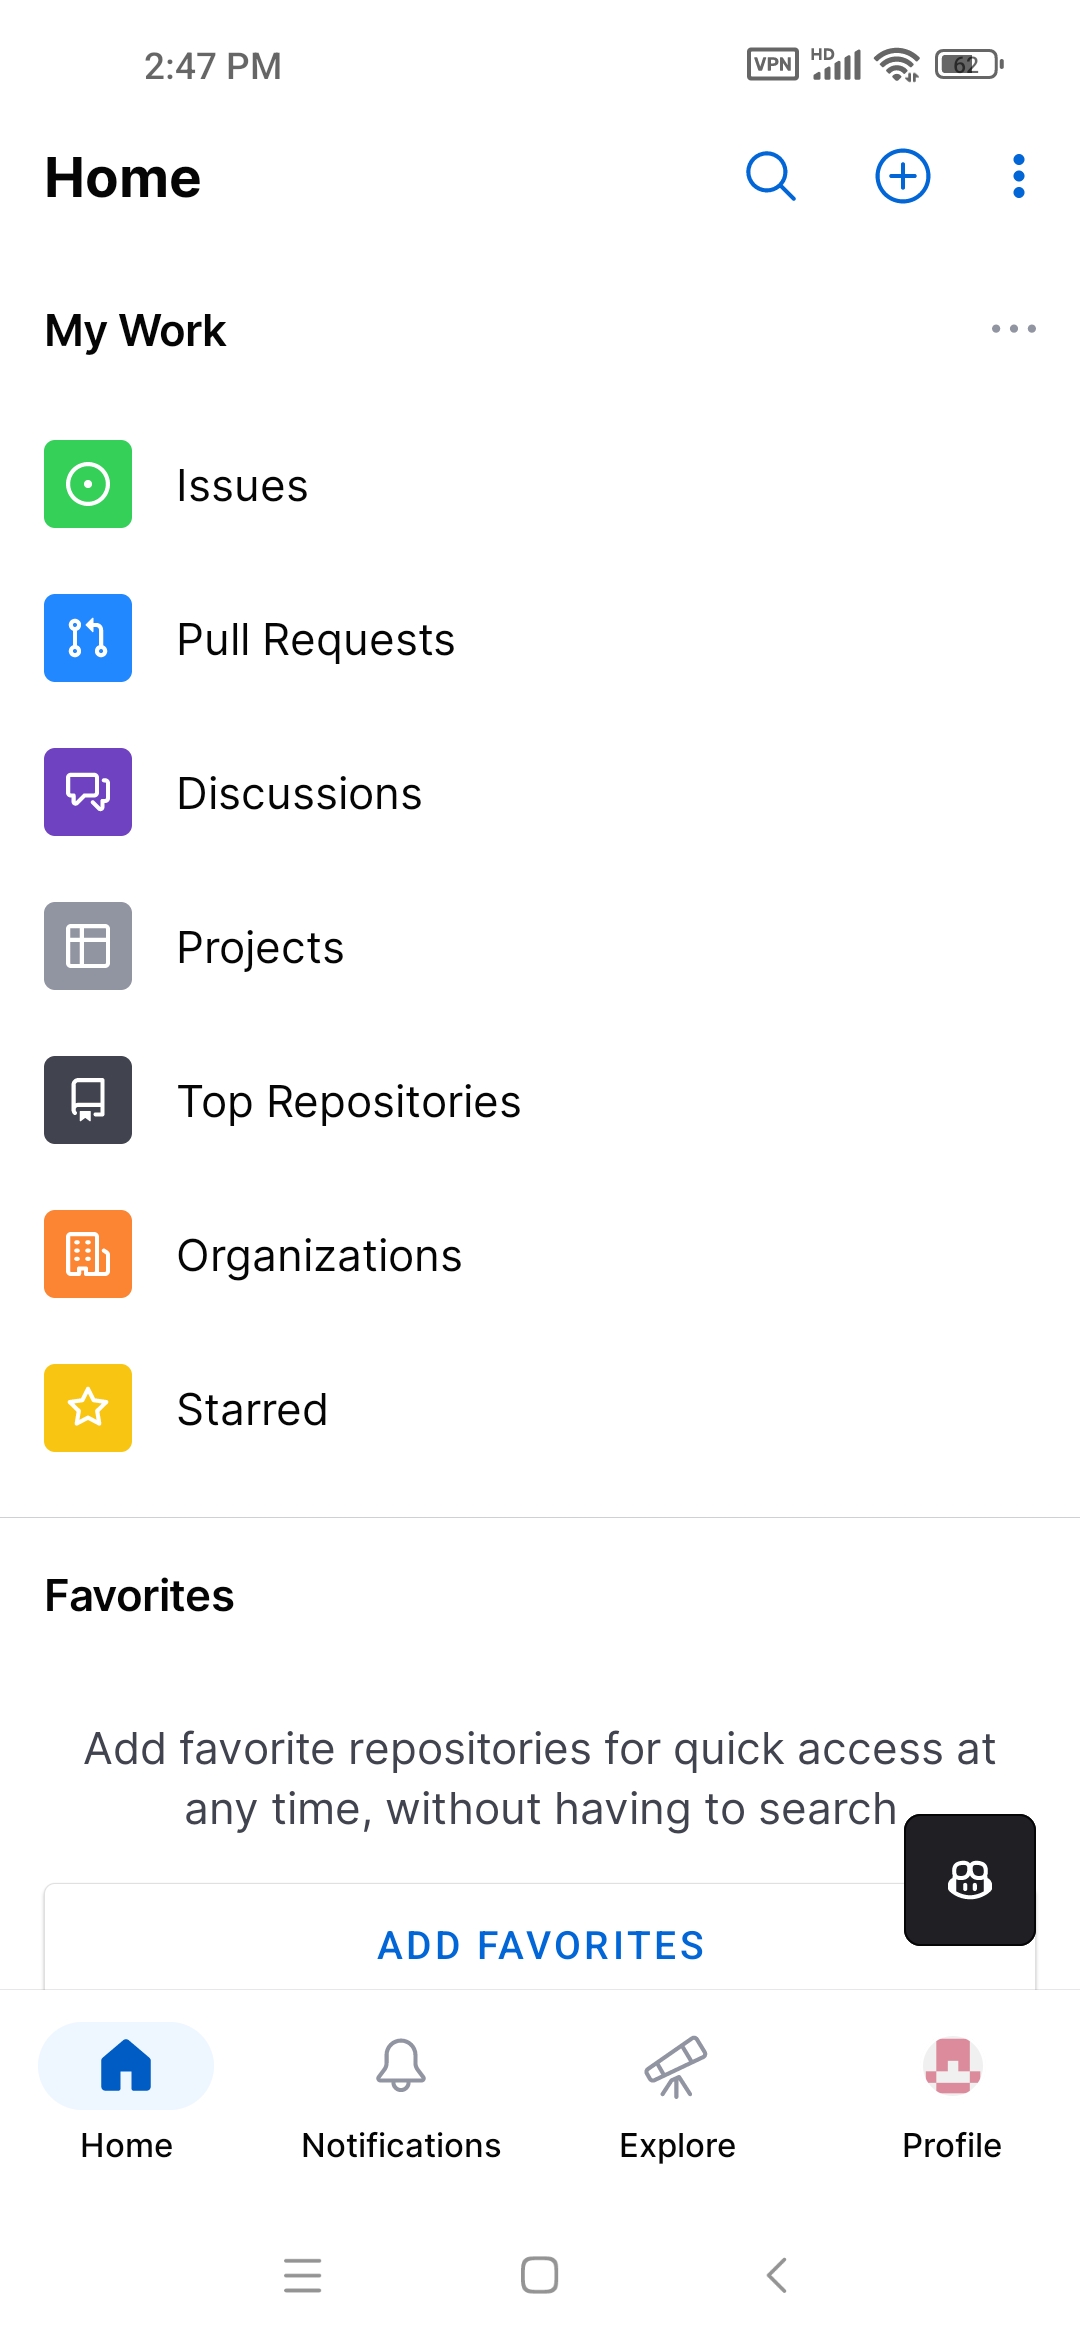 2:47 PM
VPN HD 62
Home
My Work
Issues
Pull Requests
Discussions
Projects
Top Repositories
Organizations
Starred
Favorites
Add favorite repositories for quick access at
any time, without having to search
ADD FAVORITES
Home Notifications Explore Profile